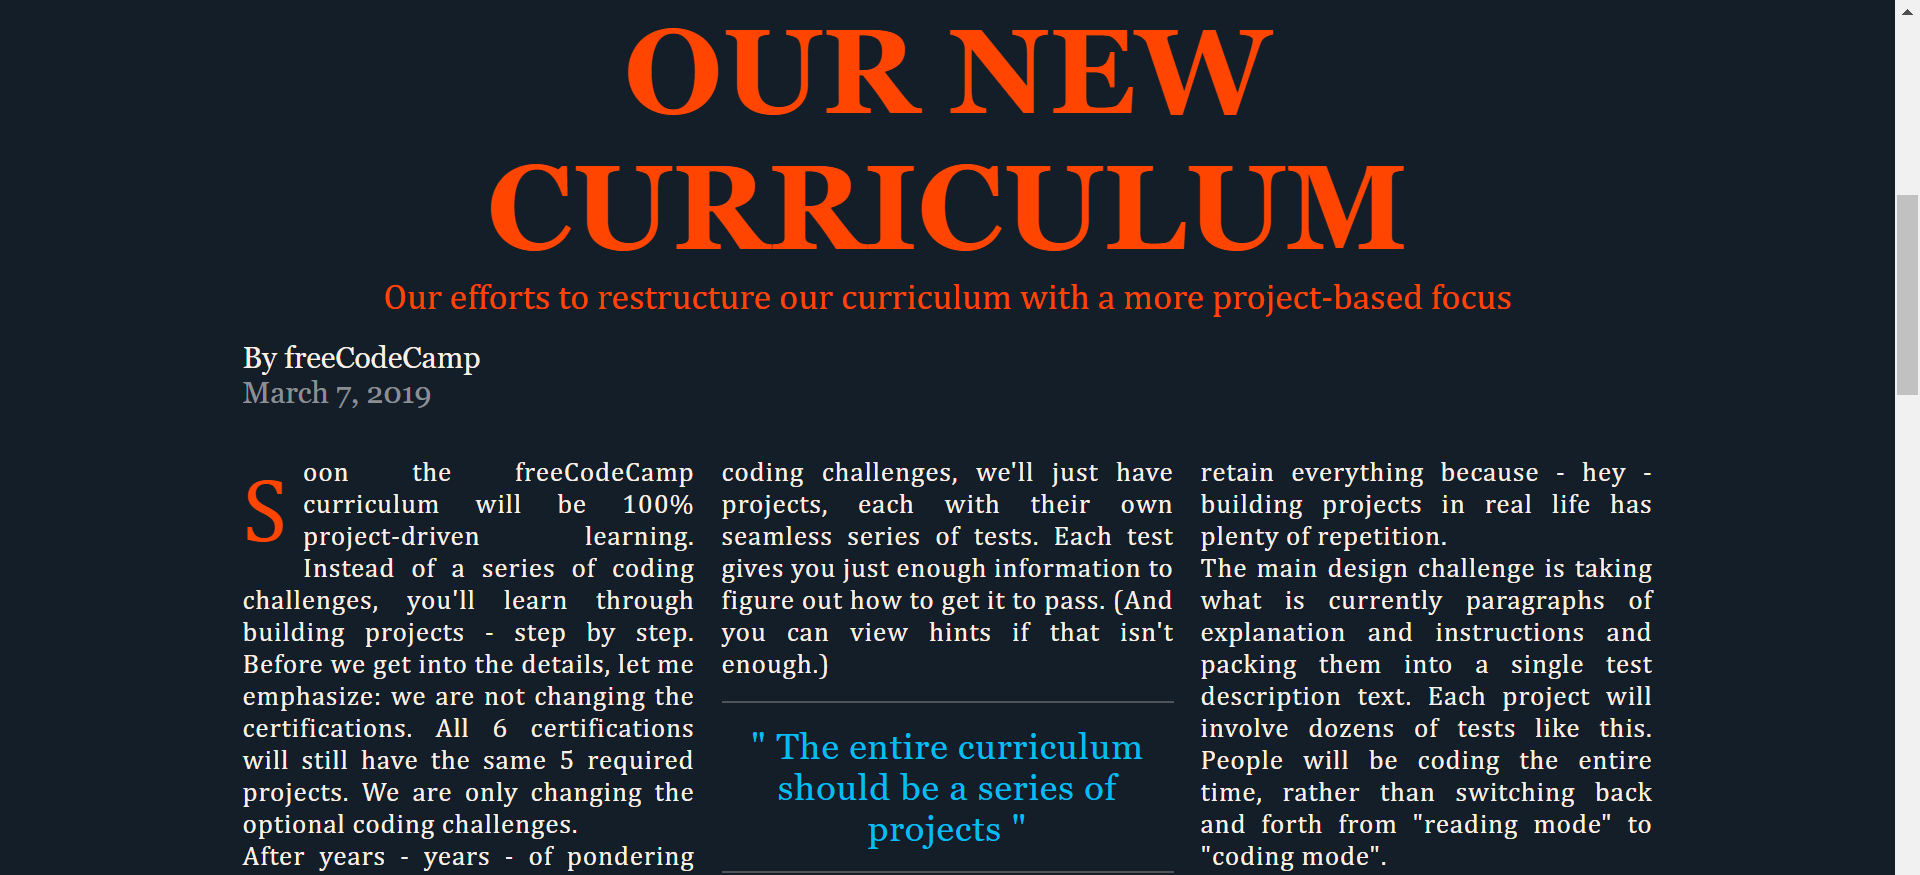 OUR NEW
CURRICULUM
Our efforts to restructure our curriculum with a more project-based focus
By freeCodeCamp
March 7, 2019
Soon the freeCodeCamp
curriculum will be 100%
project-driven learning.
Instead of a series of coding
challenges, you'll learn through
building projects - step by step.
Before we get into the details, let me
emphasize: we are not changing the
certifications. All 6 certifications
will still have the same 5 required
projects. We are only changing the
optional coding challenges.
After years - years - of pondering
coding challenges, we'll just have
projects, each with their own
seamless series of tests. Each test
gives you just enough information to
figure out how to get it to pass. (And
you can view hints if that isn't
enough.)
" The entire curriculum
should be a series of
projects "
retain everything because - hey -
building projects in real life has
plenty of repetition.
The main design challenge is taking
what is currently paragraphs of
explanation and instructions and
packing them into a single test
description text. Each project will
involve dozens of tests like this.
People will be coding the entire
time, rather than switching back
and forth from "reading mode" to
"coding mode".